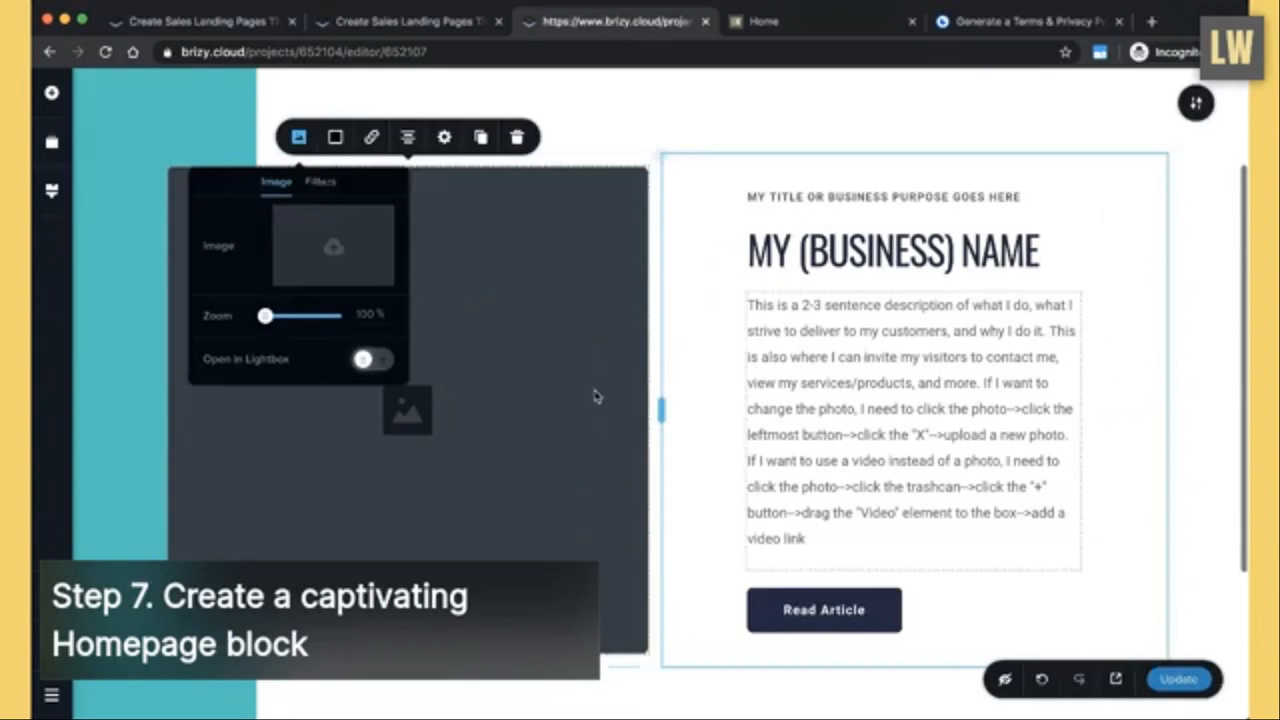 Create Sales Landing Pages T
Create Sales Landing Pages T
https://www.brizy.cloud/proje
Home
Generate a Terms & Privacy P
brizy.cloud/projects/652104/editor/652107
Incognit
LW
Image
Filters
Image
Zoom
100 %
Open in Lightbox
MY TITLE OR BUSINESS PURPOSE GOES HERE
MY (BUSINESS) NAME
This is a 2-3 sentence description of what I do, what I
strive to deliver to my customers, and why I do it. This
is also where I can invite my visitors to contact me,
view my services/products, and more. If I want to
change the photo, I need to click the photo-->click the
leftmost button-->click the "X"-->upload a new photo.
If I want to use a video instead of a photo, I need to
click the photo-->click the trashcan-->click the "+"
button-->drag the "Video" element to the box-->add a
video link
Read Article
Step 7. Create a captivating
Homepage block
Update